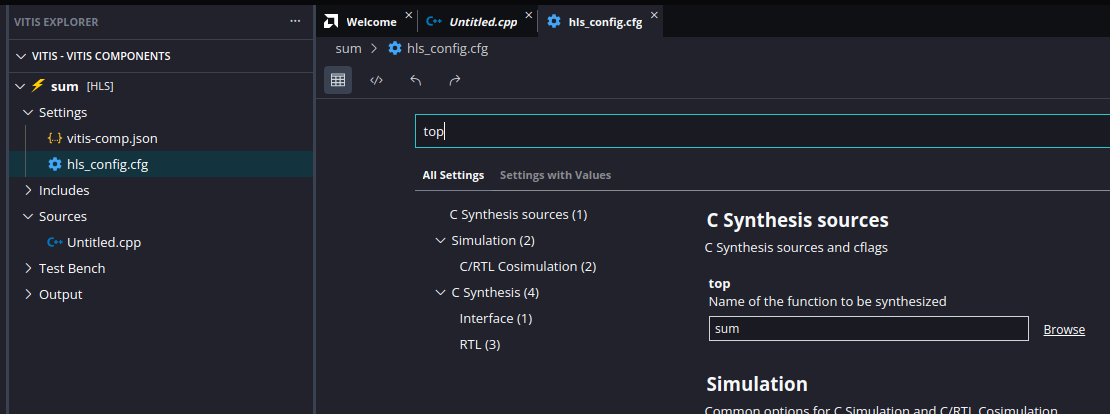 VITIS EXPLORER
VITIS - VITIS COMPONENTS
sum [HLS]
Settings
{..} vitis-comp.json
hls_config.cfg
Includes
Sources
C++ Untitled.cpp
Test Bench
Output
Welcome
C++ Untitled.cpp
hls_config.cfg
sum > hls_config.cfg
top
All Settings Settings with Values
C Synthesis sources (1)
Simulation (2)
C/RTL Cosimulation (2)
C Synthesis (4)
Interface (1)
RTL (3)
C Synthesis sources
C Synthesis sources and cflags
top
Name of the function to be synthesized
sum
Browse
Simulation
Common options for C Simulation and C/RTL Cosimulation